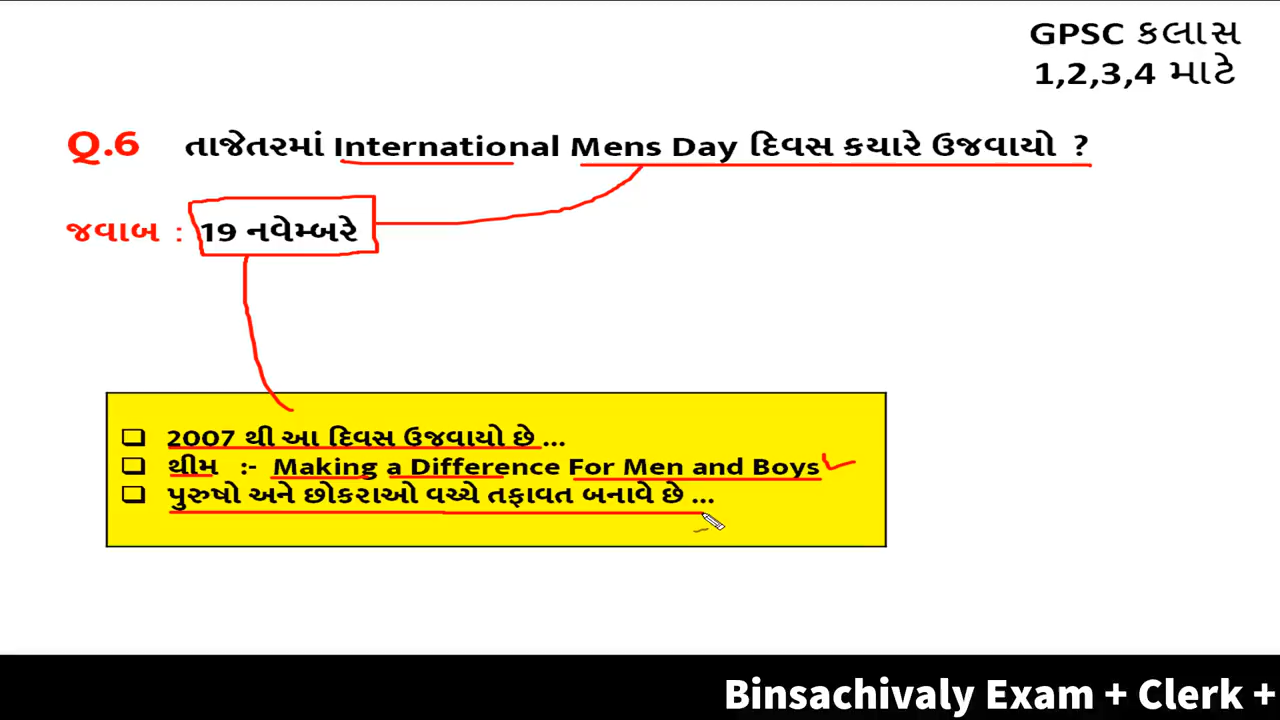 GPSC કલાસ
1,2,3,4 માટે
Q.6 તાજેતરમાં International Mens Day દિવસ કયારે ઉજવાયો ?
જવાબ : 19 નવેમ્બરે
❑ 2007 થી આ દિવસ ઉજવાયો છે ...
❑ થીમ :- Making a Difference For Men and Boys
❑ પુરુષો અને છોકરાઓ વચ્ચે તફાવત બનાવે છે ...
Binsachivaly Exam + Clerk +